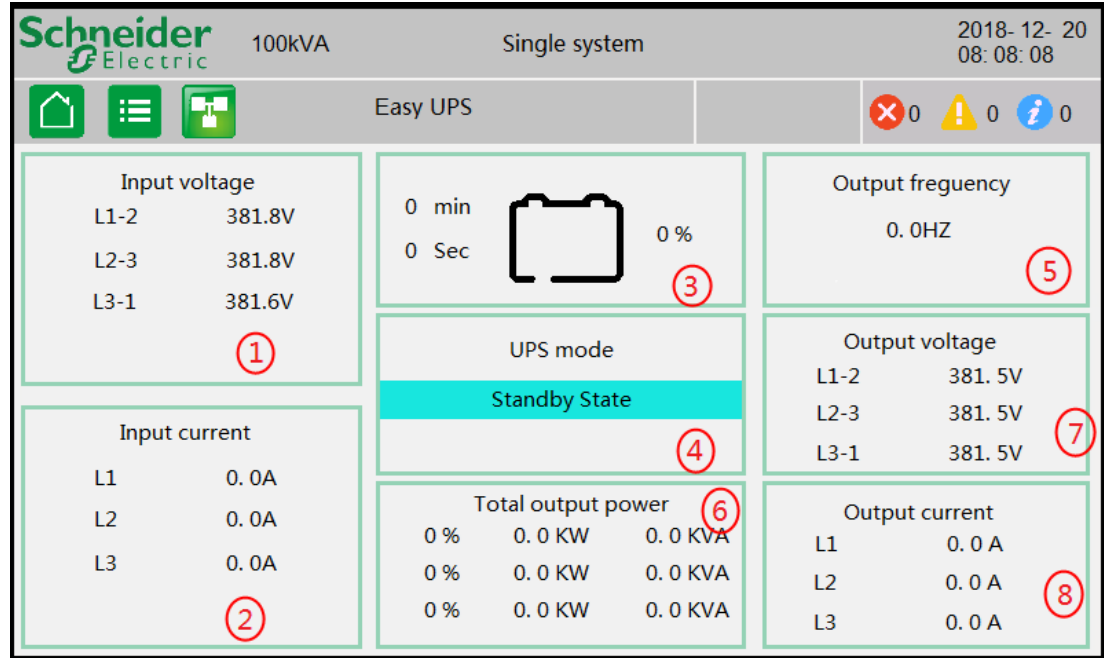 Schneider Electric 100kVA Single system 2018- 12- 20
08: 08: 08
Easy UPS 0 0 0
Input voltage
L1-2 381.8V
L2-3 381.8V
L3-1 381.6V
1
Input current
L1 0. 0A
L2 0. 0A
L3 0. 0A
2
0 min
0 Sec
0 %
3
UPS mode
Standby State
4
Total output power
6
0 % 0. 0 KW 0. 0 KVA
0 % 0. 0 KW 0. 0 KVA
0 % 0. 0 KW 0. 0 KVA
Output freguency
0. 0HZ
5
Output voltage
L1-2 381. 5V
L2-3 381. 5V
L3-1 381. 5V
7
Output current
L1 0. 0 A
L2 0. 0 A
L3 0. 0 A
8